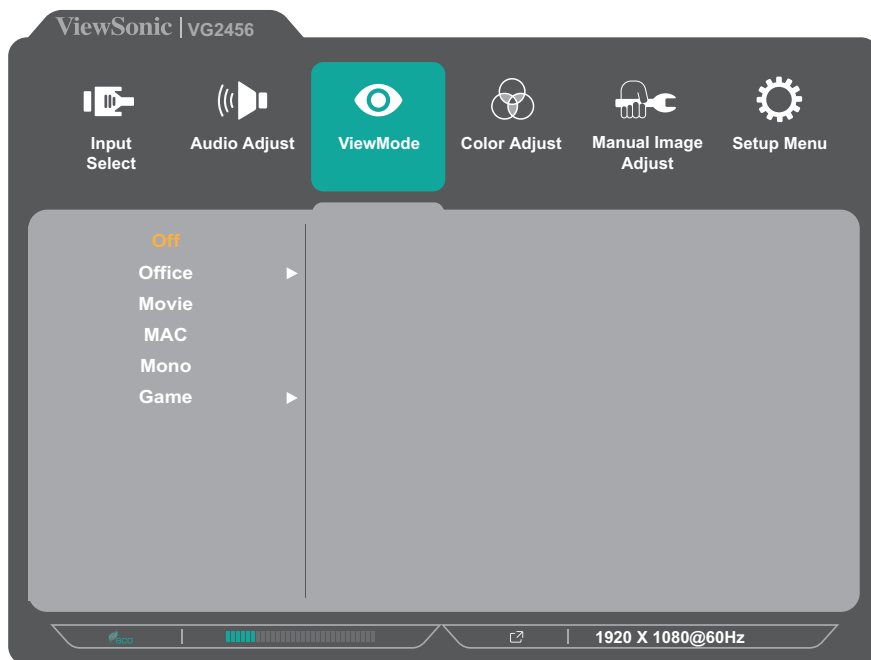 ViewSonic | VG2456
Input
Select
Audio Adjust
ViewMode
Color Adjust
Manual Image
Adjust
Setup Menu
Off
Office
Movie
MAC
Mono
Game
eco
1920 X 1080@60Hz